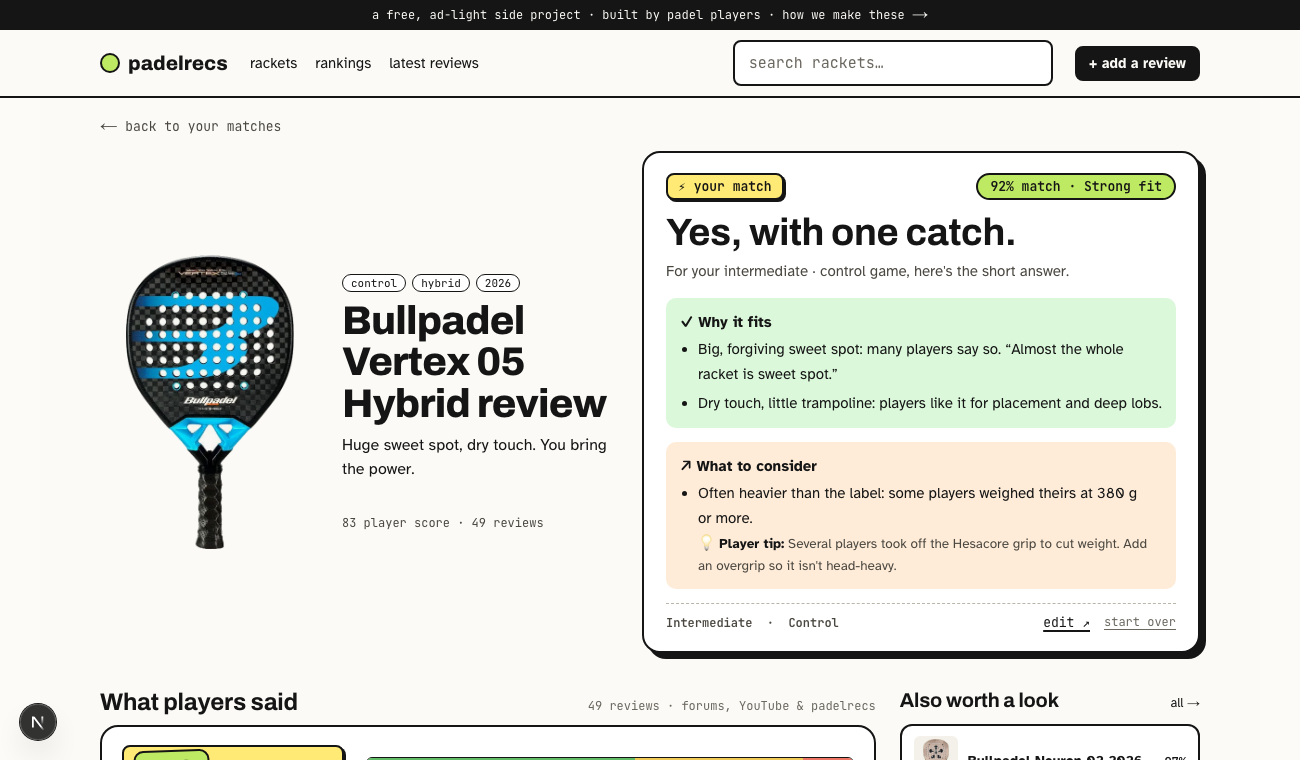 a free, ad-light side project · built by padel players · how we make these →
padelrecs
rackets
rankings
latest reviews
search rackets…
+ add a review
← back to your matches
⚡ your match
92% match · Strong fit
Yes, with one catch.
For your intermediate · control game, here's the short answer.
✓ Why it fits
• Big, forgiving sweet spot: many players say so. “Almost the whole
racket is sweet spot.”
• Dry touch, little trampoline: players like it for placement and deep lobs.
↗ What to consider
• Often heavier than the label: some players weighed theirs at 380 g
or more.
💡 Player tip: Several players took off the Hesacore grip to cut weight. Add
an overgrip so it isn't head-heavy.
Intermediate · Control
edit ↗
start over
VERTEX
Bullpadel
control
hybrid
2026
Bullpadel
Vertex 05
Hybrid review
Huge sweet spot, dry touch. You bring
the power.
83 player score · 49 reviews
What players said
49 reviews · forums, YouTube & padelrecs
Also worth a look
all →
Bullpadel Neuron 02 2026
N